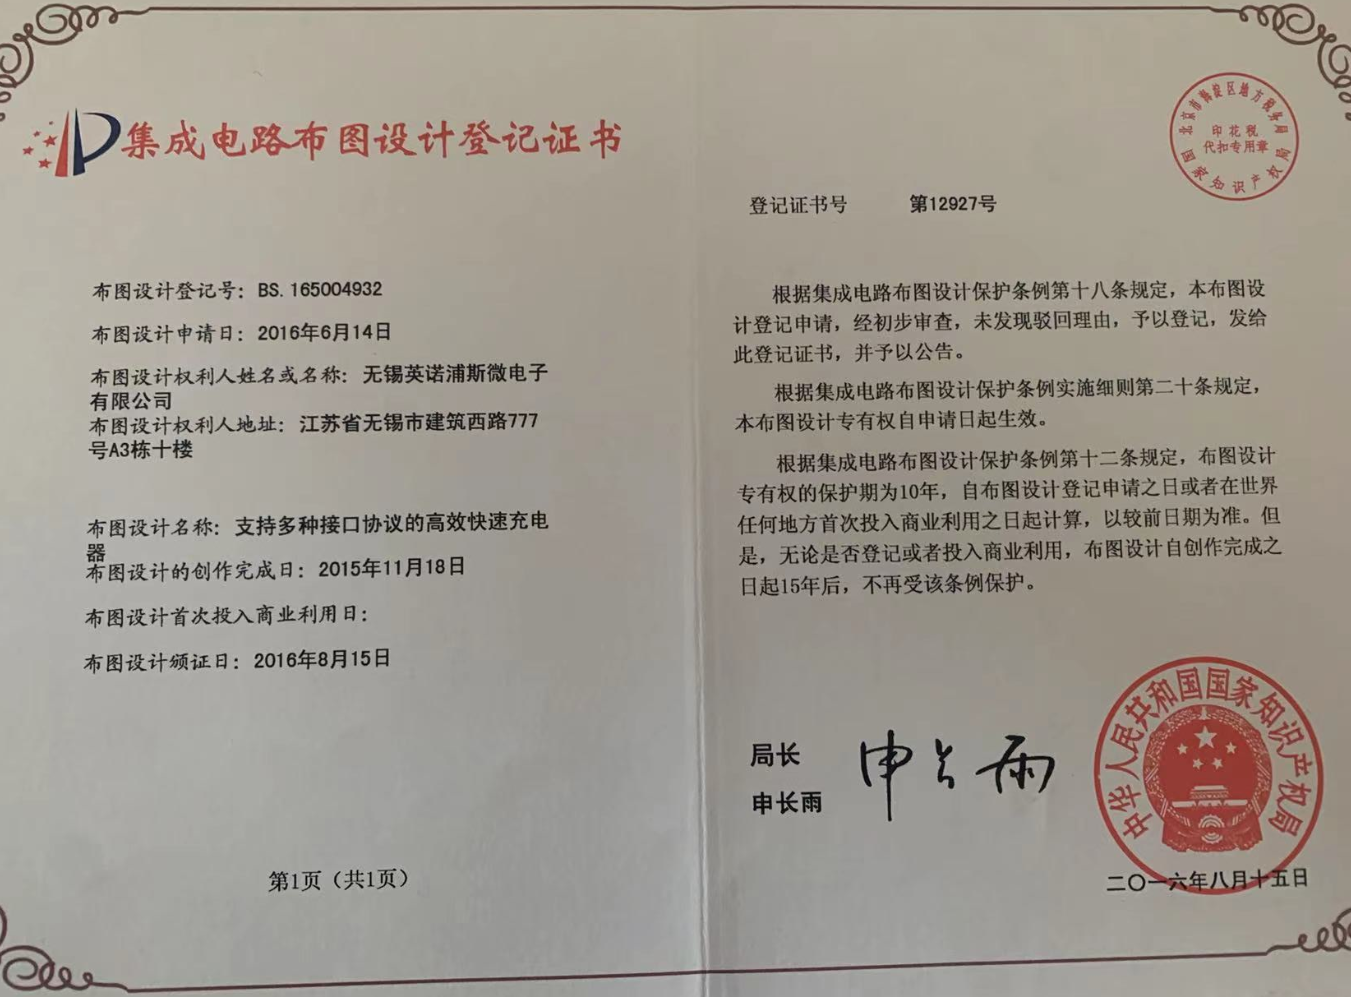 集成电路布图设计登记证书
布图设计登记号：BS. 165004932
布图设计申请日：2016年6月14日
布图设计权利人姓名或名称：无锡英诺浦斯微电子
有限公司
布图设计权利人地址：江苏省无锡市建筑西路777
号A3栋十楼
布图设计名称：支持多种接口协议的高效快速充电
器
布图设计的创作完成日：2015年11月18日
布图设计首次投入商业利用日：
布图设计颁证日：2016年8月15日
第1页（共1页）
北京市海淀区地方税务局
印花税
代扣专用章
国家知识产权局
登记证书号 第12927号
根据集成电路布图设计保护条例第十八条规定，本布图设
计登记申请，经初步审查，未发现驳回理由，予以登记，发给
此登记证书，并予以公告。
根据集成电路布图设计保护条例实施细则第二十条规定，
本布图设计专有权自申请日起生效。
根据集成电路布图设计保护条例第十二条规定，布图设计
专有权的保护期为10年，自布图设计登记申请之日或者在世界
任何地方首次投入商业利用之日起计算，以较前日期为准。但
是，无论是否登记或者投入商业利用，布图设计自创作完成之
日起15年后，不再受该条例保护。
局长
申长雨
申长雨
中华人民共和国国家知识产权局
二〇一六年八月十五日